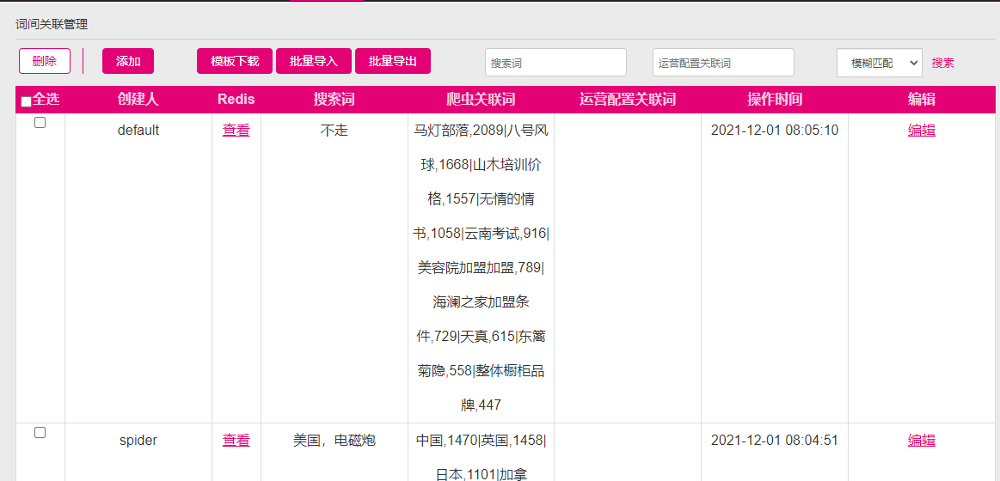 词间关联管理
删除 添加 模板下载 批量导入 批量导出 搜索词 运营配置关联词 模糊匹配 搜索
全选 创建人 Redis 搜索词 爬虫关联词 运营配置关联词 操作时间 编辑
default 查看 不走 马灯部落,2089|八号风 2021-12-01 08:05:10 编辑
球,1668|山木培训价
格,1557|无情的情
书,1058|云南考试,916|
美容院加盟加盟,789|
海澜之家加盟条
件,729|天真,615|东篱
菊隐,558|整体橱柜品
牌,447
spider 查看 美国，电磁炮 中国,1470|英国,1458| 2021-12-01 08:04:51 编辑
日本,1101|加拿